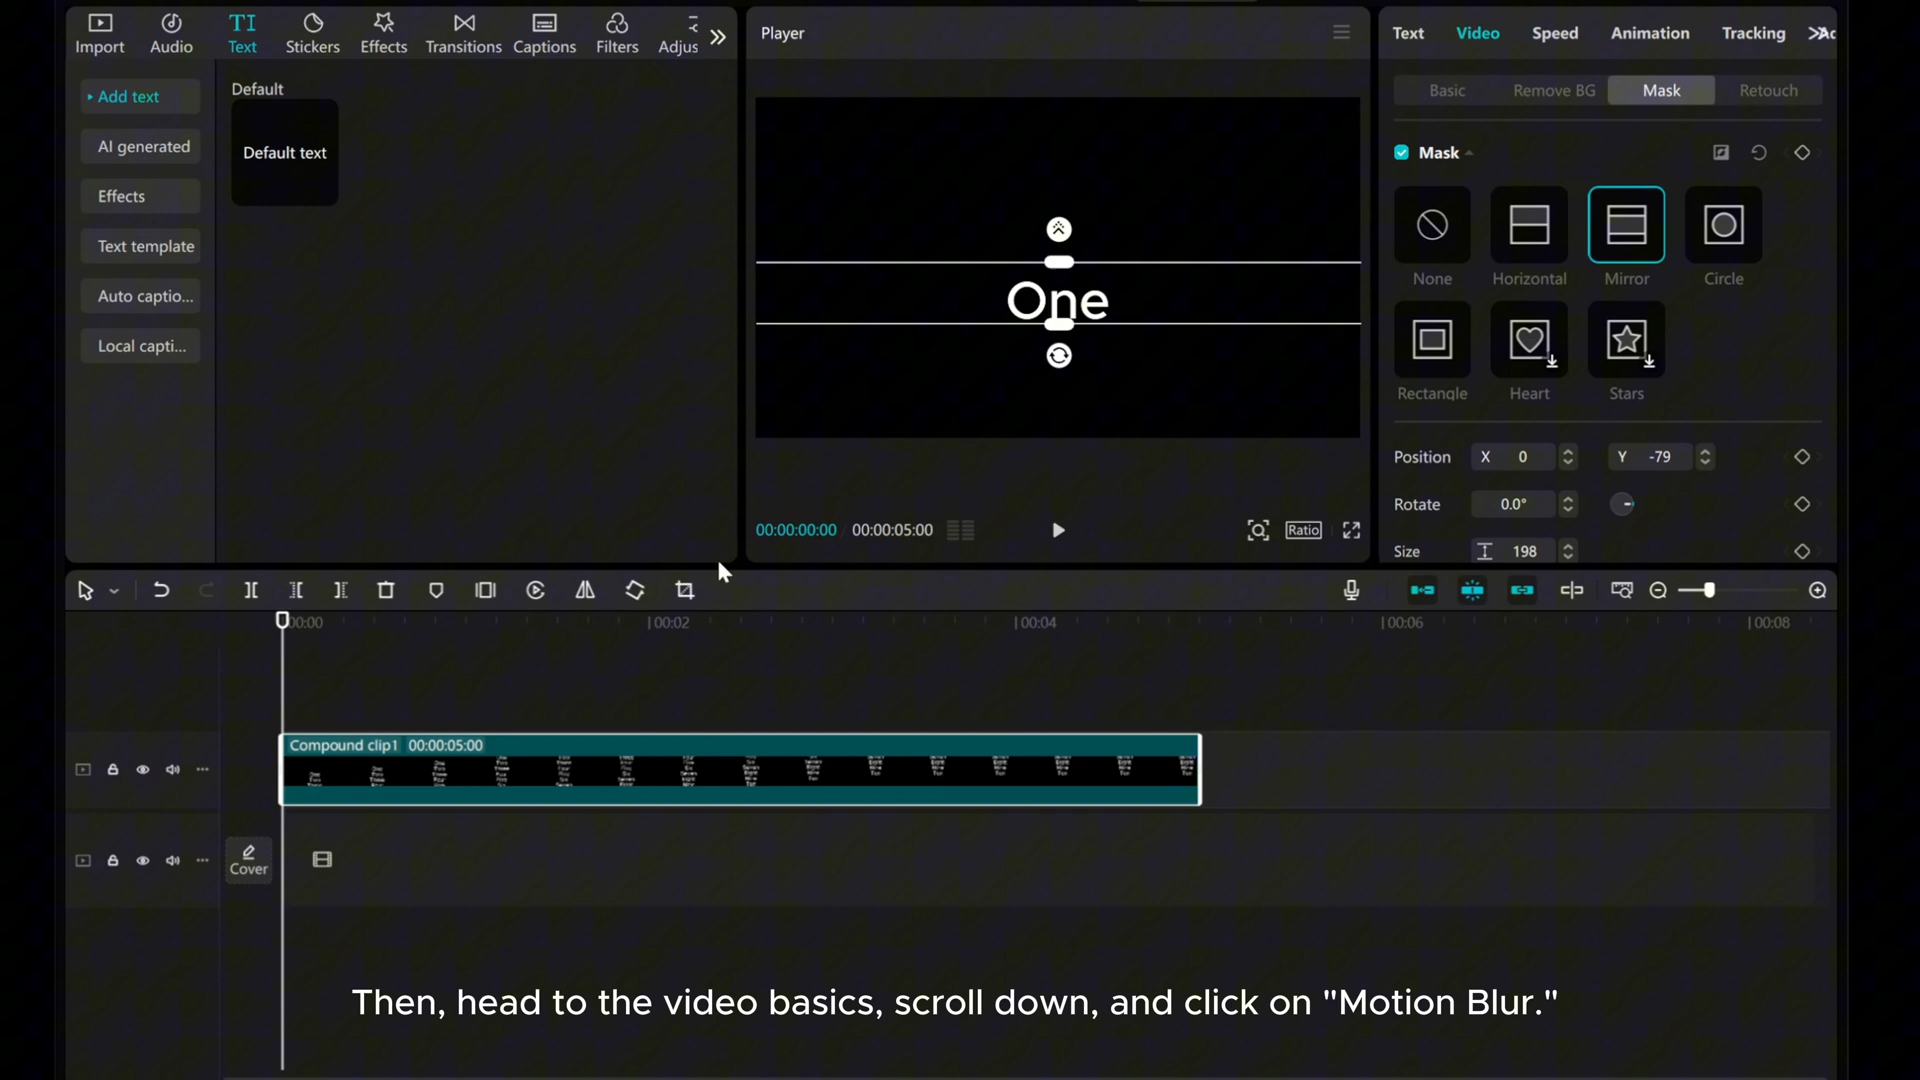 Import
Audio
TI
Text
Stickers
Effects
Transitions
Captions
Filters
Adjus
Add text
AI generated
Effects
Text template
Auto captio...
Local capti...
Default
Default text
Player
One
00:00:00:00
00:00:05:00
Ratio
Text
Video
Speed
Animation
Tracking
Basic
Remove BG
Mask
Retouch
Mask
None
Horizontal
Mirror
Circle
Rectangle
Heart
Stars
Position X 0 Y -79
Rotate 0.0°
Size 198
00:00
00:02
00:04
00:06
00:08
Compound clip1 00:00:05:00
Cover
Then, head to the video basics, scroll down, and click on "Motion Blur."